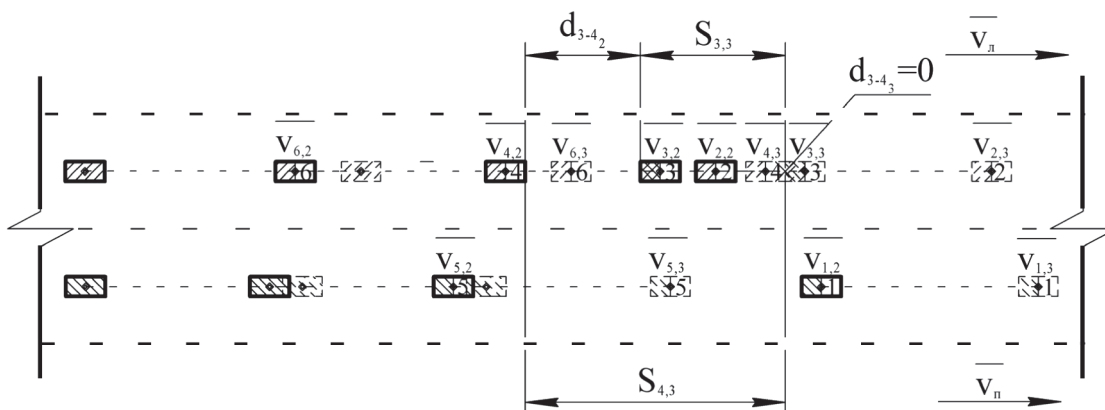 d₃₋₄₂ S₃,₃ v̅л
d₃₋₄₃=0
v₆,₂ v₄,₂ v₆,₃ v₃,₂ v₂,₂ v₄,₃ v₃,₃ v₂,₃
6 4 6 3 2 4 3 2
v₅,₂ v₅,₃ v₁,₂ v₁,₃
5 5 1 1
S₄,₃ v̅п